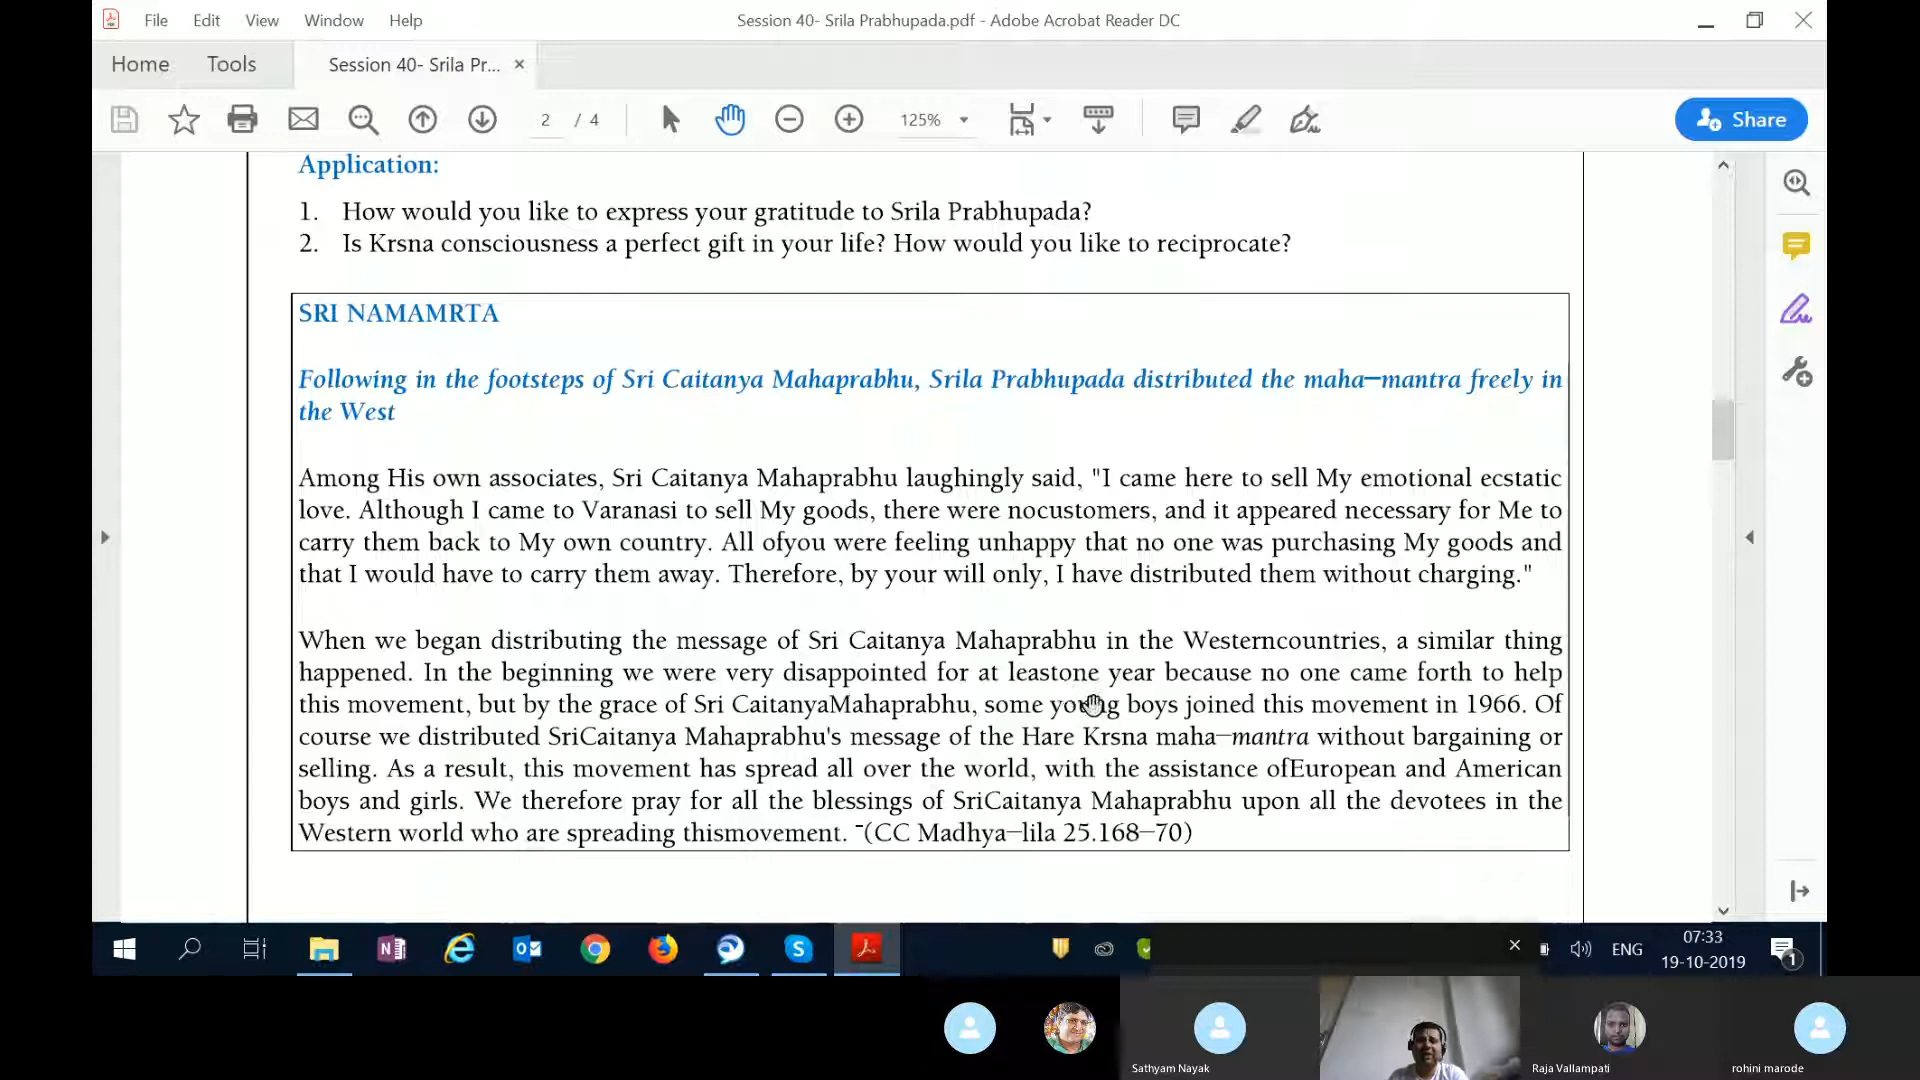 File Edit View Window Help
Session 40- Srila Prabhupada.pdf - Adobe Acrobat Reader DC
Home Tools Session 40- Srila Pr... ×
2 / 4
125%
Share
Application:
1. How would you like to express your gratitude to Srila Prabhupada?
2. Is Krsna consciousness a perfect gift in your life? How would you like to reciprocate?
SRI NAMAMRTA
Following in the footsteps of Sri Caitanya Mahaprabhu, Srila Prabhupada distributed the maha–mantra freely in
the West
Among His own associates, Sri Caitanya Mahaprabhu laughingly said, "I came here to sell My emotional ecstatic
love. Although I came to Varanasi to sell My goods, there were nocustomers, and it appeared necessary for Me to
carry them back to My own country. All ofyou were feeling unhappy that no one was purchasing My goods and
that I would have to carry them away. Therefore, by your will only, I have distributed them without charging."
When we began distributing the message of Sri Caitanya Mahaprabhu in the Westerncountries, a similar thing
happened. In the beginning we were very disappointed for at leastone year because no one came forth to help
this movement, but by the grace of Sri CaitanyaMahaprabhu, some young boys joined this movement in 1966. Of
course we distributed SriCaitanya Mahaprabhu's message of the Hare Krsna maha–mantra without bargaining or
selling. As a result, this movement has spread all over the world, with the assistance ofEuropean and American
boys and girls. We therefore pray for all the blessings of SriCaitanya Mahaprabhu upon all the devotees in the
Western world who are spreading thismovement. ¯(CC Madhya–lila 25.168–70)
ENG
07:33
19-10-2019
1
Sathyam Nayak
Raja Vallampati
rohini marode